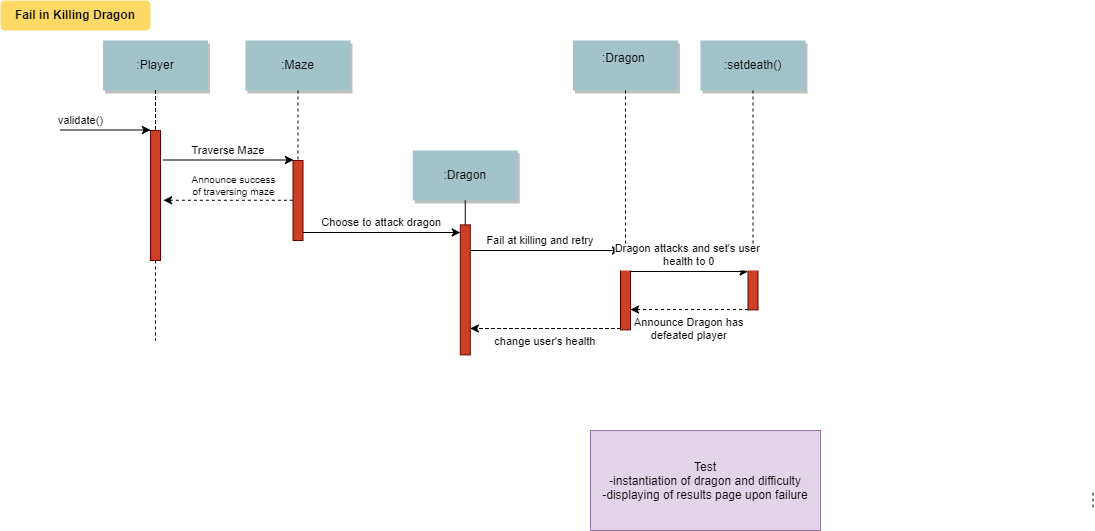 Fail in Killing Dragon
:Player
:Maze
:Dragon
:setdeath()
validate()
Traverse Maze
Announce success
of traversing maze
:Dragon
Choose to attack dragon
Fail at killing and retry
Dragon attacks and set's user
health to 0
Announce Dragon has
defeated player
change user's health
Test
-instantiation of dragon and difficulty
-displaying of results page upon failure